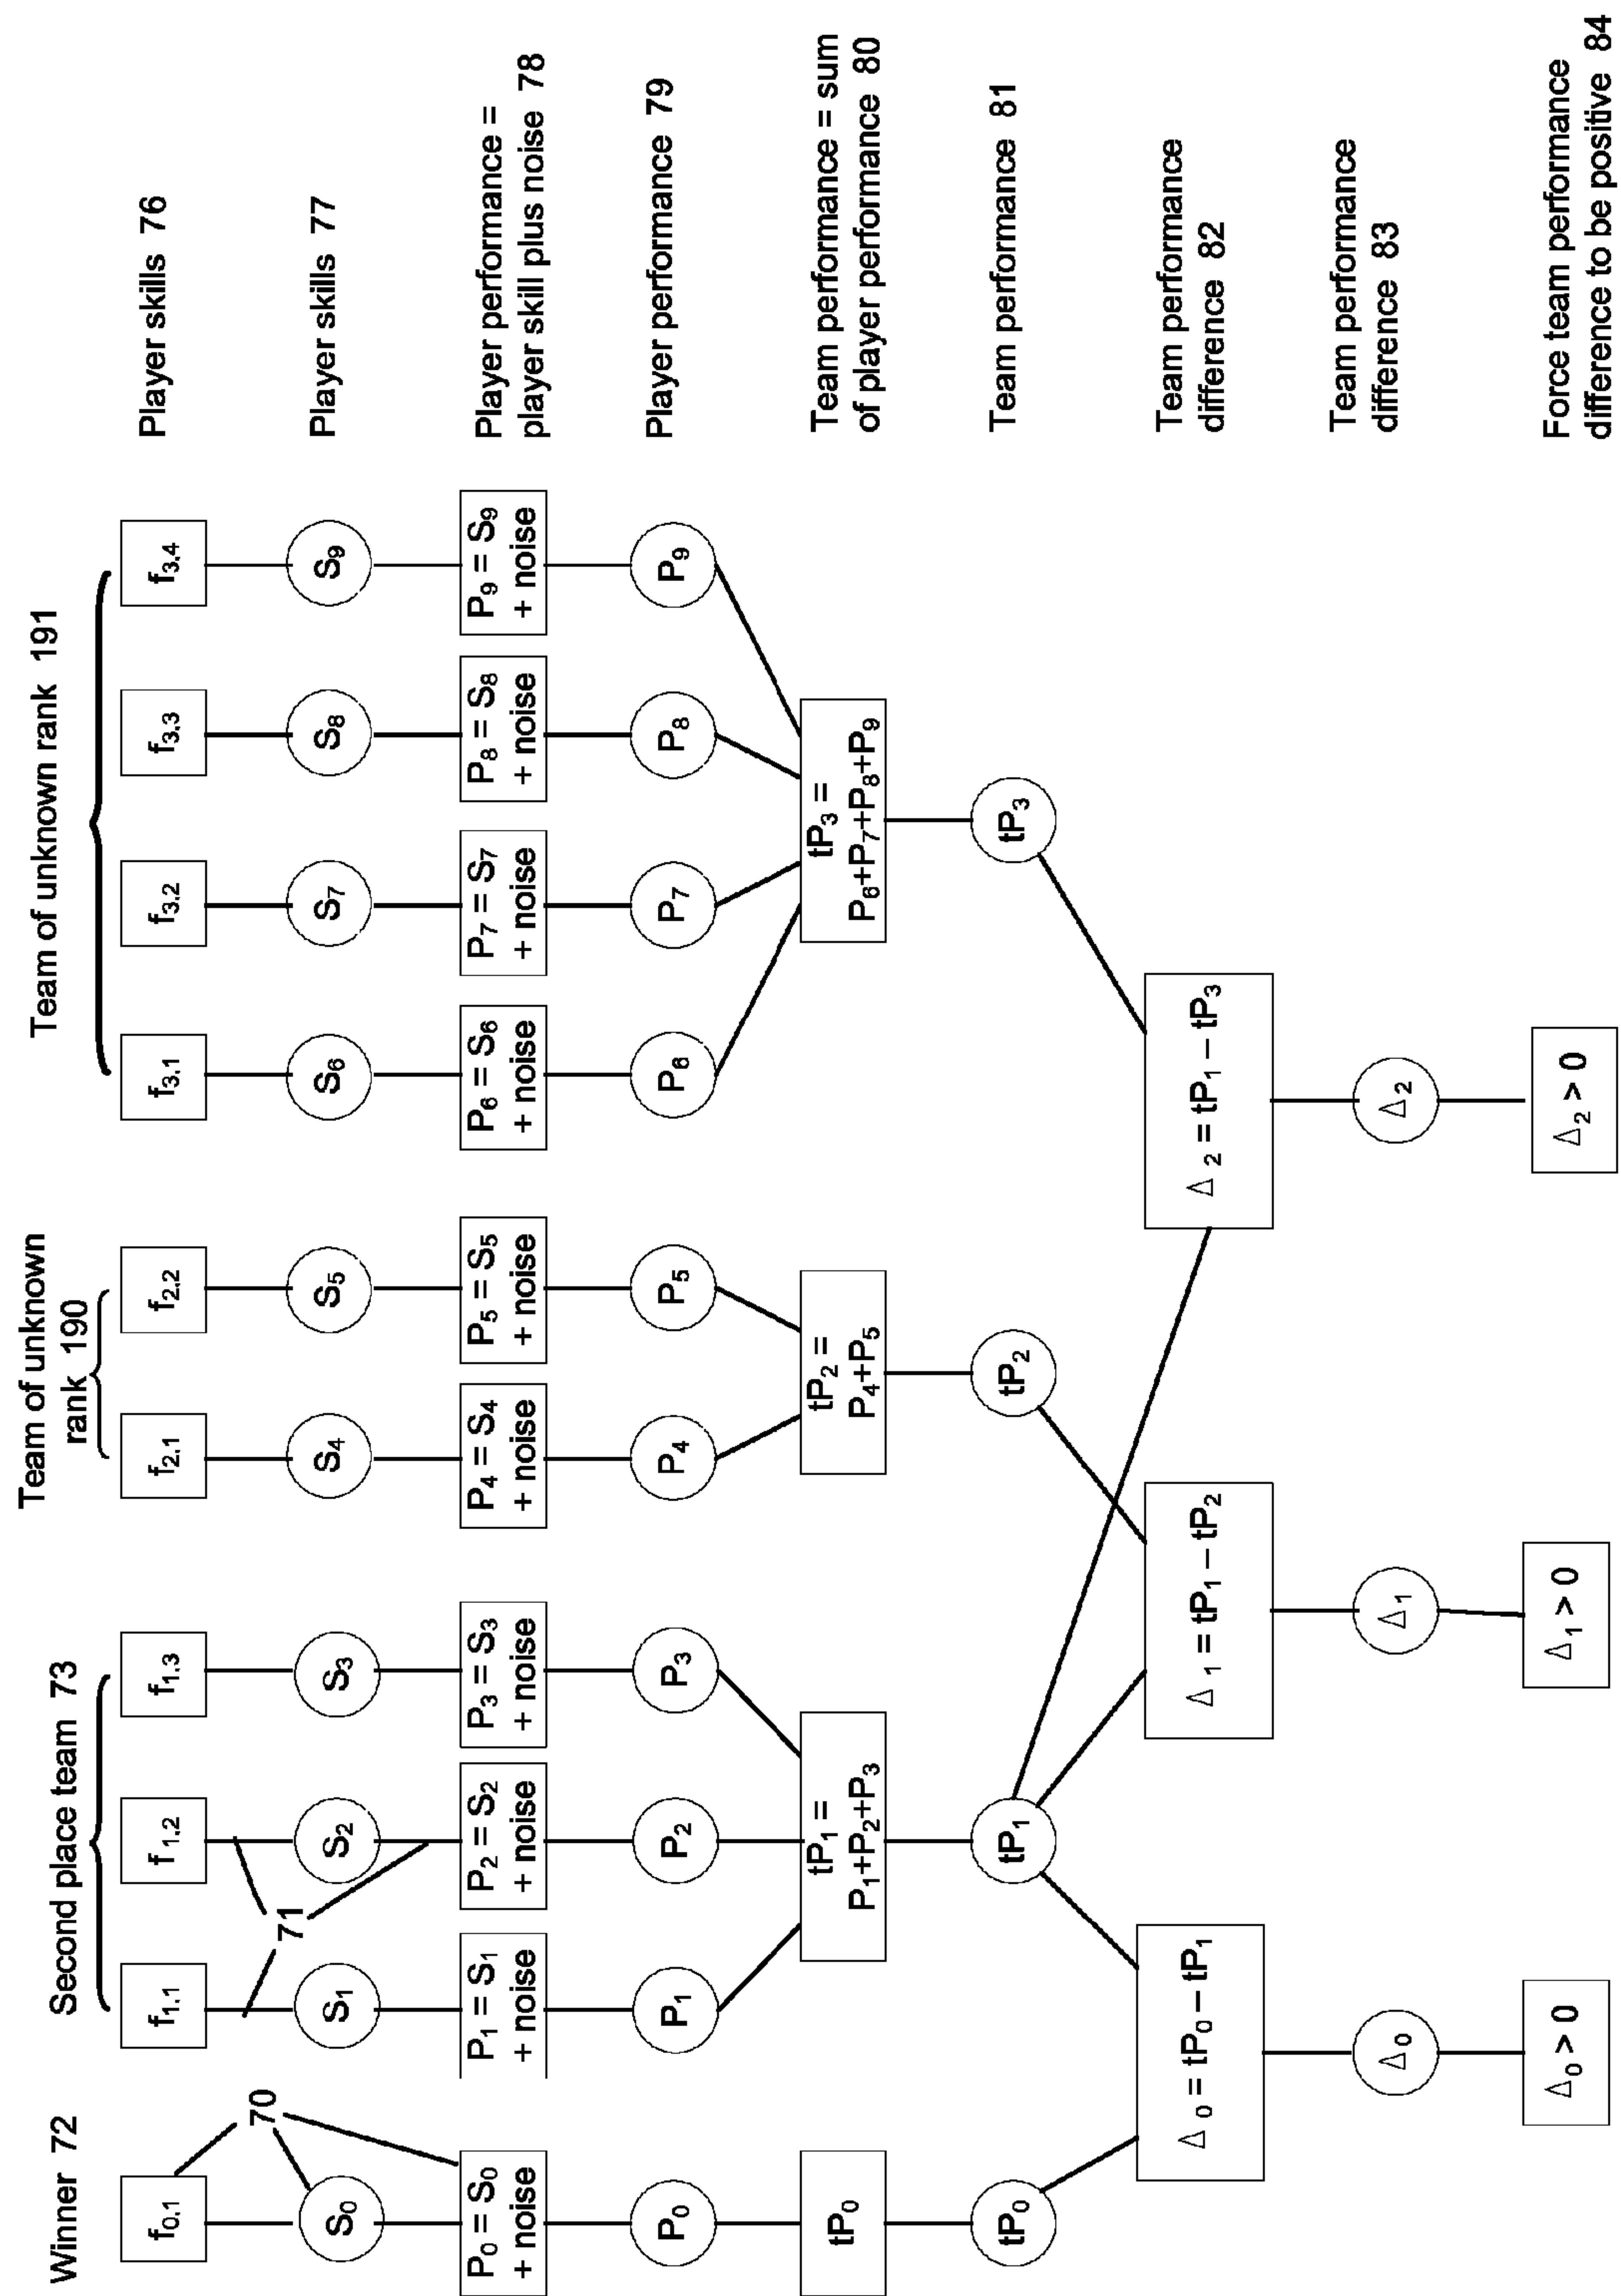 Winner 72
Second place team 73
Team of unknown
rank 190
Team of unknown rank 191
f0,1
f1,1
f1,2
f1,3
f2,1
f2,2
f3,1
f3,2
f3,3
f3,4
Player skills 76
70
71
S0
S1
S2
S3
S4
S5
S6
S7
S8
S9
Player skills 77
P0 = S0
+ noise
P1 = S1
+ noise
P2 = S2
+ noise
P3 = S3
+ noise
P4 = S4
+ noise
P5 = S5
+ noise
P6 = S6
+ noise
P7 = S7
+ noise
P8 = S8
+ noise
P9 = S9
+ noise
Player performance =
player skill plus noise 78
P0
P1
P2
P3
P4
P5
P6
P7
P8
P9
Player performance 79
tP0
tP1 =
P1+P2+P3
tP2 =
P4+P5
tP3 =
P6+P7+P8+P9
Team performance = sum
of player performance 80
tP0
tP1
tP2
tP3
Team performance 81
Δ0 = tP0 – tP1
Δ1 = tP1 – tP2
Δ2 = tP1 – tP3
Team performance
difference 82
Δ0
Δ1
Δ2
Team performance
difference 83
Δ0 > 0
Δ1 > 0
Δ2 > 0
Force team performance
difference to be positive 84